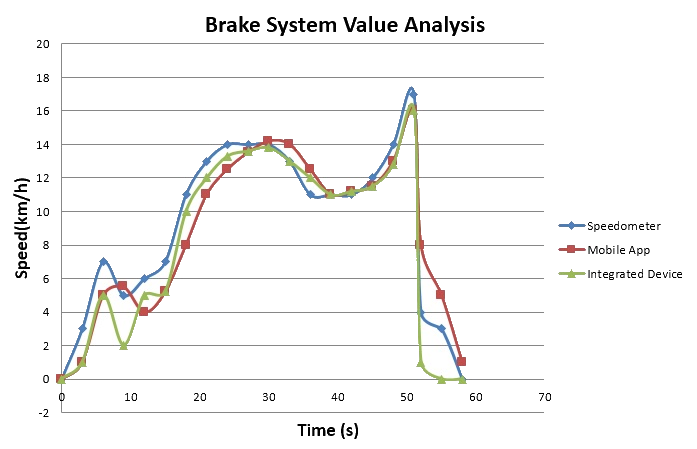 Brake System Value Analysis
20
18
16
14
12
10
8
6
4
2
0
-2
0 10 20 30 40 50 60 70
Speed(km/h)
Time (s)
Speedometer
Mobile App
Integrated Device